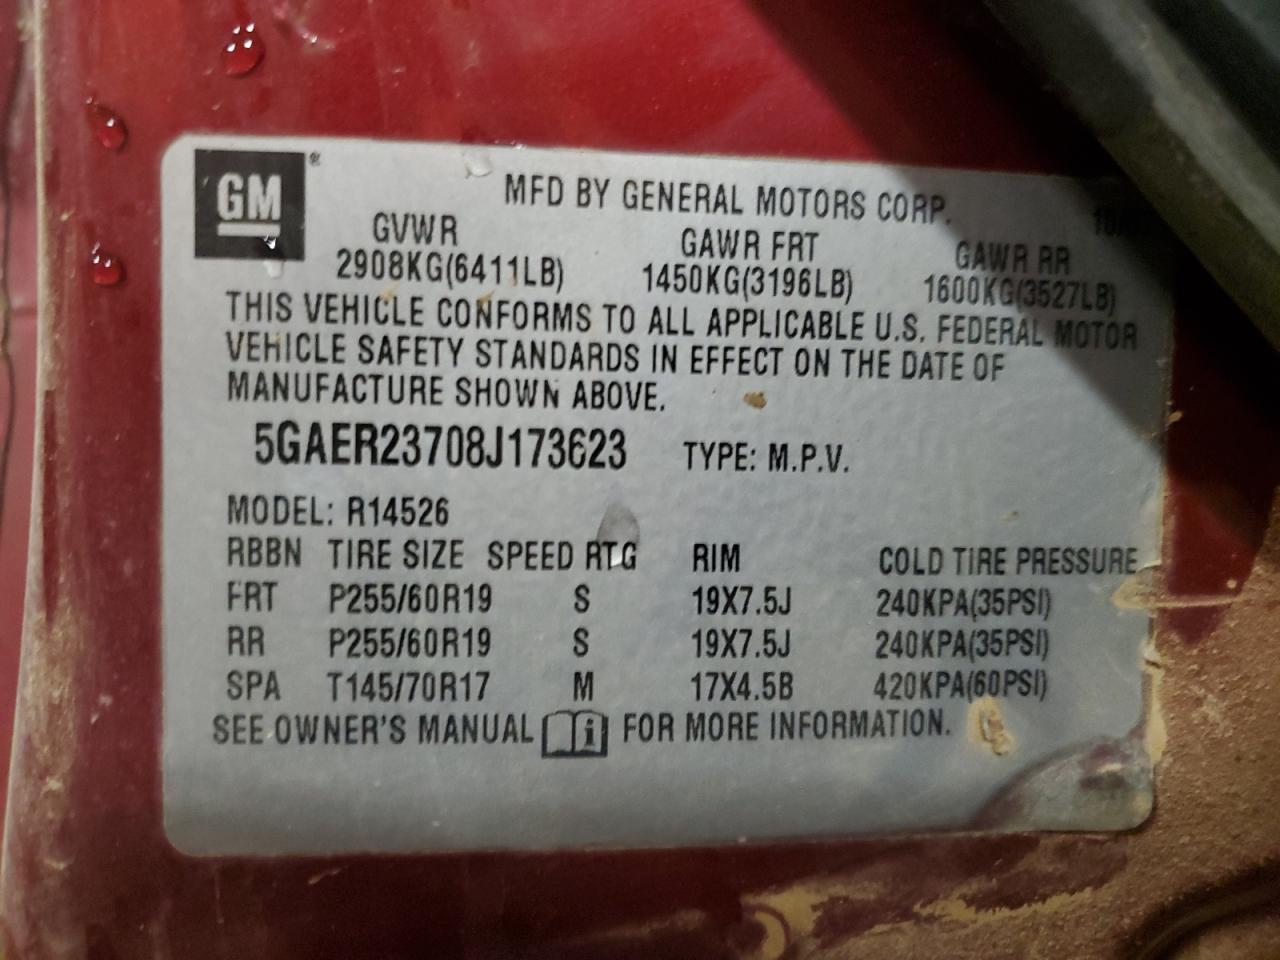 GM ®
MFD BY GENERAL MOTORS CORP.
GVWR GAWR FRT GAWR RR
2908KG(6411LB) 1450KG(3196LB) 1600KG(3527LB)
THIS VEHICLE CONFORMS TO ALL APPLICABLE U.S. FEDERAL MOTOR
VEHICLE SAFETY STANDARDS IN EFFECT ON THE DATE OF
MANUFACTURE SHOWN ABOVE.
5GAER23708J173623 TYPE: M.P.V.
MODEL: R14526
RBBN TIRE SIZE SPEED RTG RIM COLD TIRE PRESSURE
FRT P255/60R19 S 19X7.5J 240KPA(35PSI)
RR P255/60R19 S 19X7.5J 240KPA(35PSI)
SPA T145/70R17 M 17X4.5B 420KPA(60PSI)
SEE OWNER'S MANUAL i FOR MORE INFORMATION.